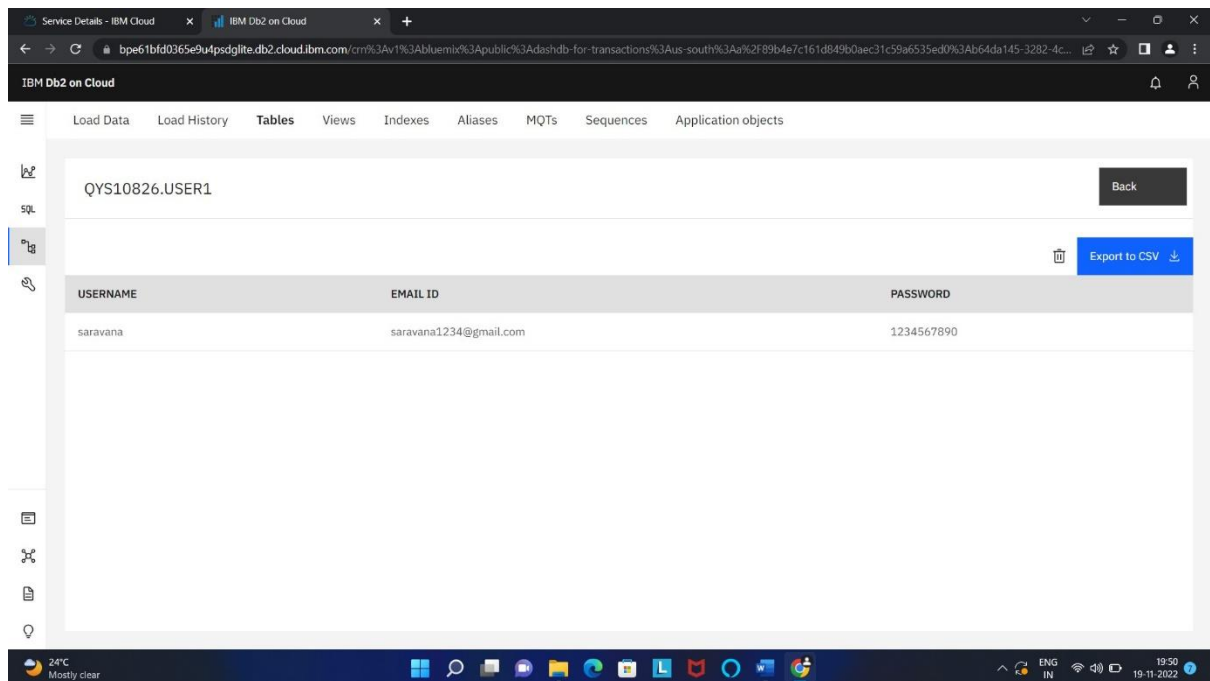 Service Details - IBM Cloud
IBM Db2 on Cloud
bpe61bfd0365e9u4psdglite.db2.cloud.ibm.com/crn%3Av1%3Abluemix%3Apublic%3Adashdb-for-transactions%3Aus-south%3Aa%2F89b4e7c161d849b0aec31c59a6535ed0%3Ab64da145-3282-4c...
IBM Db2 on Cloud
Load Data Load History Tables Views Indexes Aliases MQTs Sequences Application objects
QYS10826.USER1
Back
SQL
Export to CSV
USERNAME EMAIL ID PASSWORD
saravana saravana1234@gmail.com 1234567890
24°C
Mostly clear
ENG
IN
19:50
19-11-2022
7